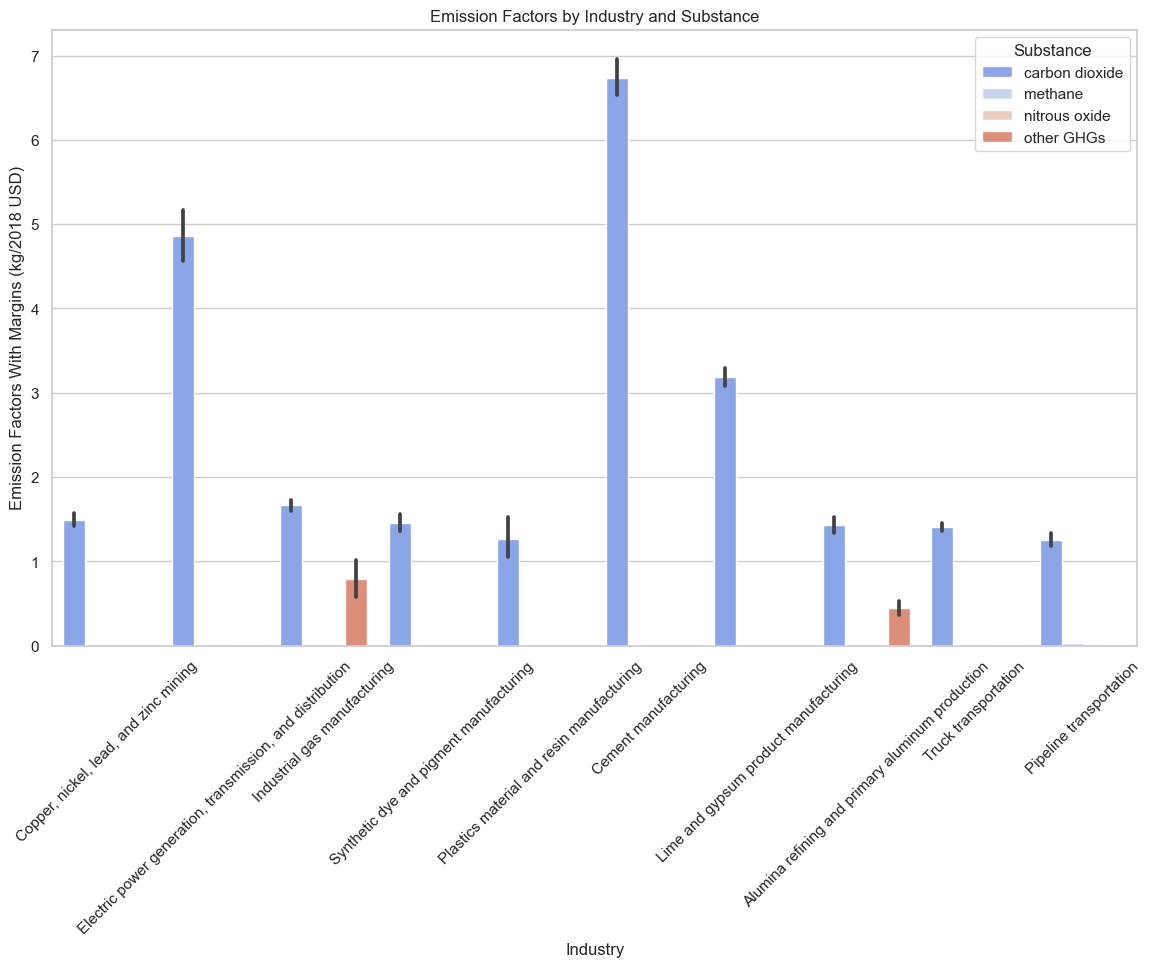 Emission Factors by Industry and Substance
Emission Factors With Margins (kg/2018 USD)
7
6
5
4
3
2
1
0
Substance
carbon dioxide
methane
nitrous oxide
other GHGs
Copper, nickel, lead, and zinc mining
Electric power generation, transmission, and distribution
Industrial gas manufacturing
Synthetic dye and pigment manufacturing
Plastics material and resin manufacturing
Cement manufacturing
Lime and gypsum product manufacturing
Alumina refining and primary aluminum production
Truck transportation
Pipeline transportation
Industry